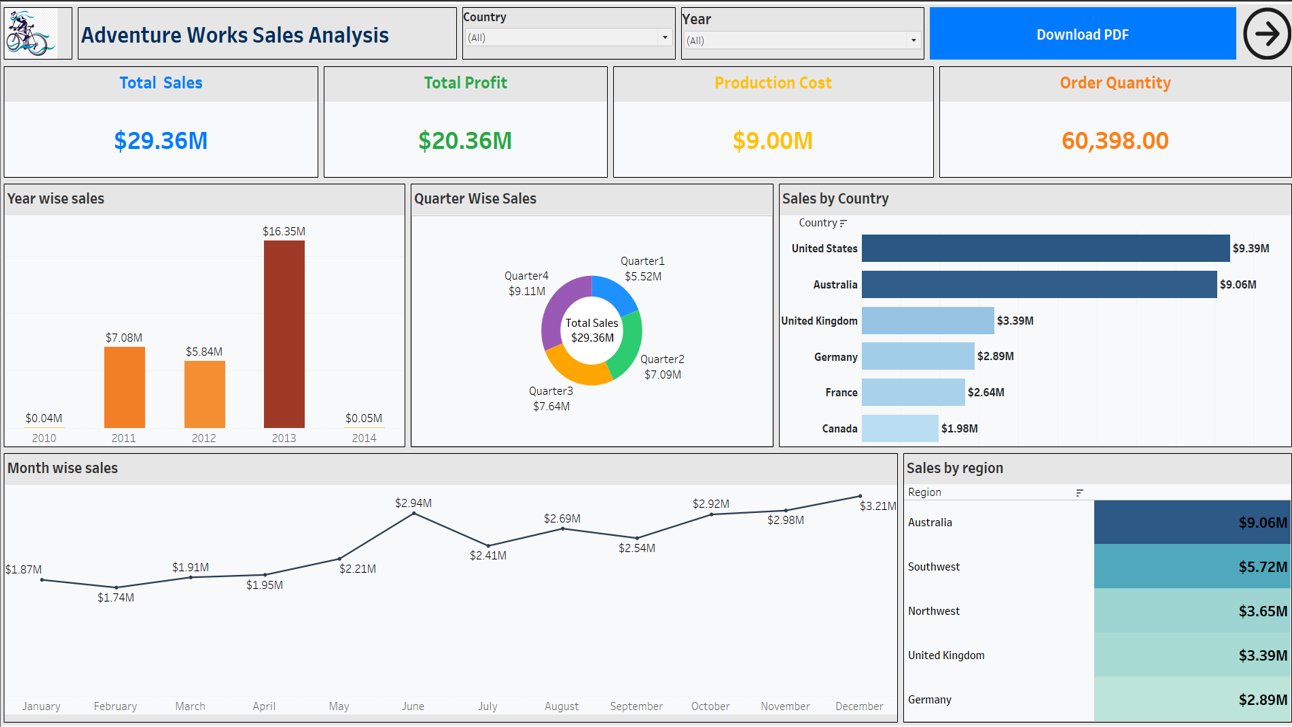 Adventure Works Sales Analysis
Country
(All)
Year
(All)
Download PDF
Total  Sales
$29.36M
Total Profit
$20.36M
Production Cost
$9.00M
Order Quantity
60,398.00
Year wise sales
$0.04M
$7.08M
$5.84M
$16.35M
$0.05M
2010
2011
2012
2013
2014
Quarter Wise Sales
Quarter1
$5.52M
Quarter2
$7.09M
Quarter3
$7.64M
Quarter4
$9.11M
Total Sales
$29.36M
Sales by Country
Country
United States $9.39M
Australia $9.06M
United Kingdom $3.39M
Germany $2.89M
France $2.64M
Canada $1.98M
Month wise sales
$1.87M
$1.74M
$1.91M
$1.95M
$2.21M
$2.94M
$2.41M
$2.69M
$2.54M
$2.92M
$2.98M
$3.21M
January
February
March
April
May
June
July
August
September
October
November
December
Sales by region
Region
Australia $9.06M
Southwest $5.72M
Northwest $3.65M
United Kingdom $3.39M
Germany $2.89M